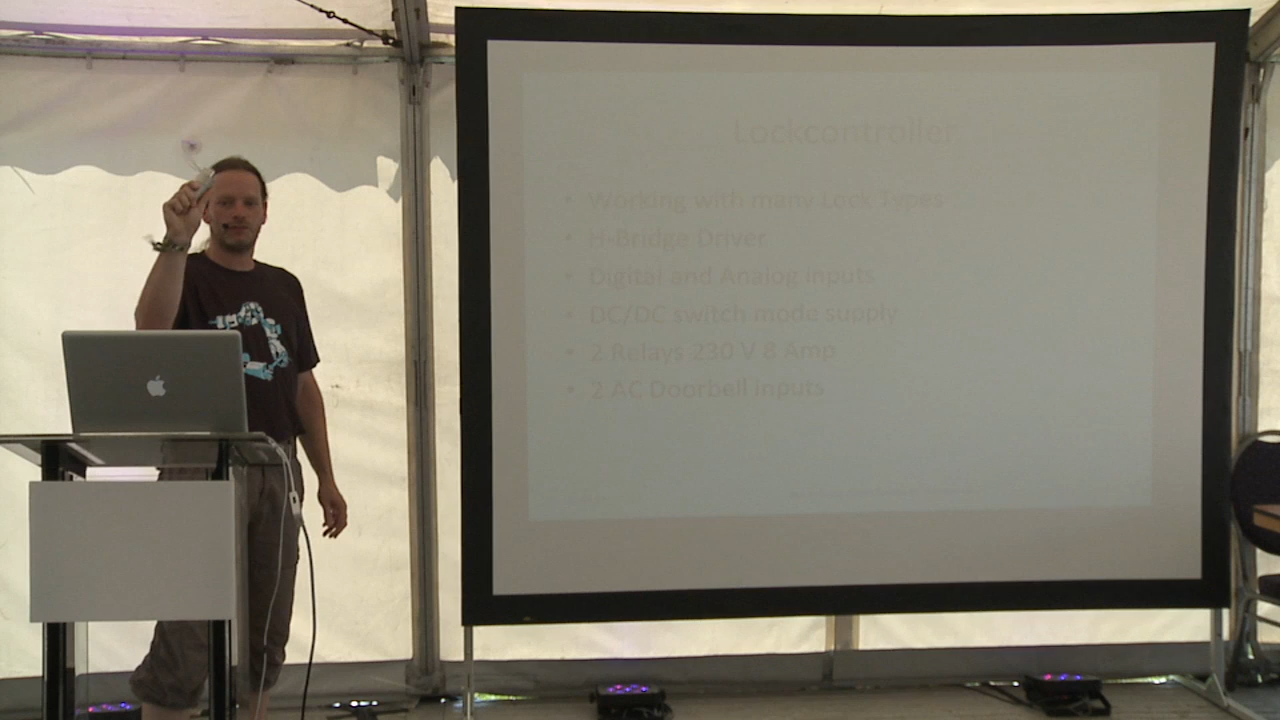 Lockcontroller
• Working with many Lock Types
• H-Bridge Driver
• Digital and Analog inputs
• DC/DC switch mode supply
• 2 Relays 230 V 8 Amp
• 2 AC Doorbell inputs